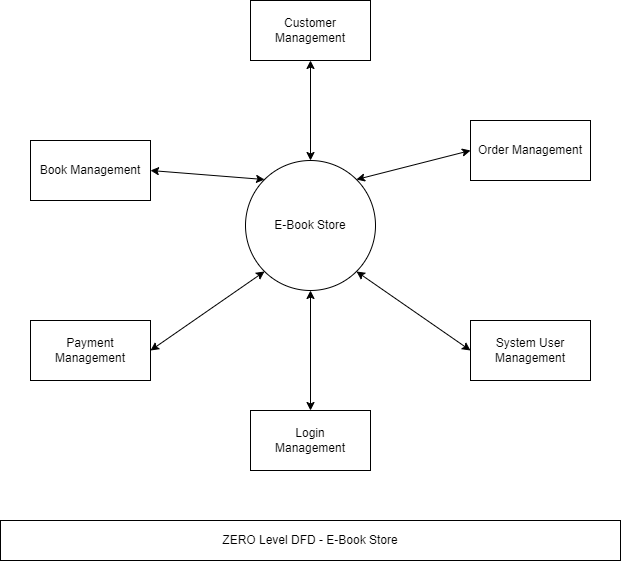 Customer
Management
Order Management
Book Management
E-Book Store
Payment
Management
System User
Management
Login
Management
ZERO Level DFD - E-Book Store